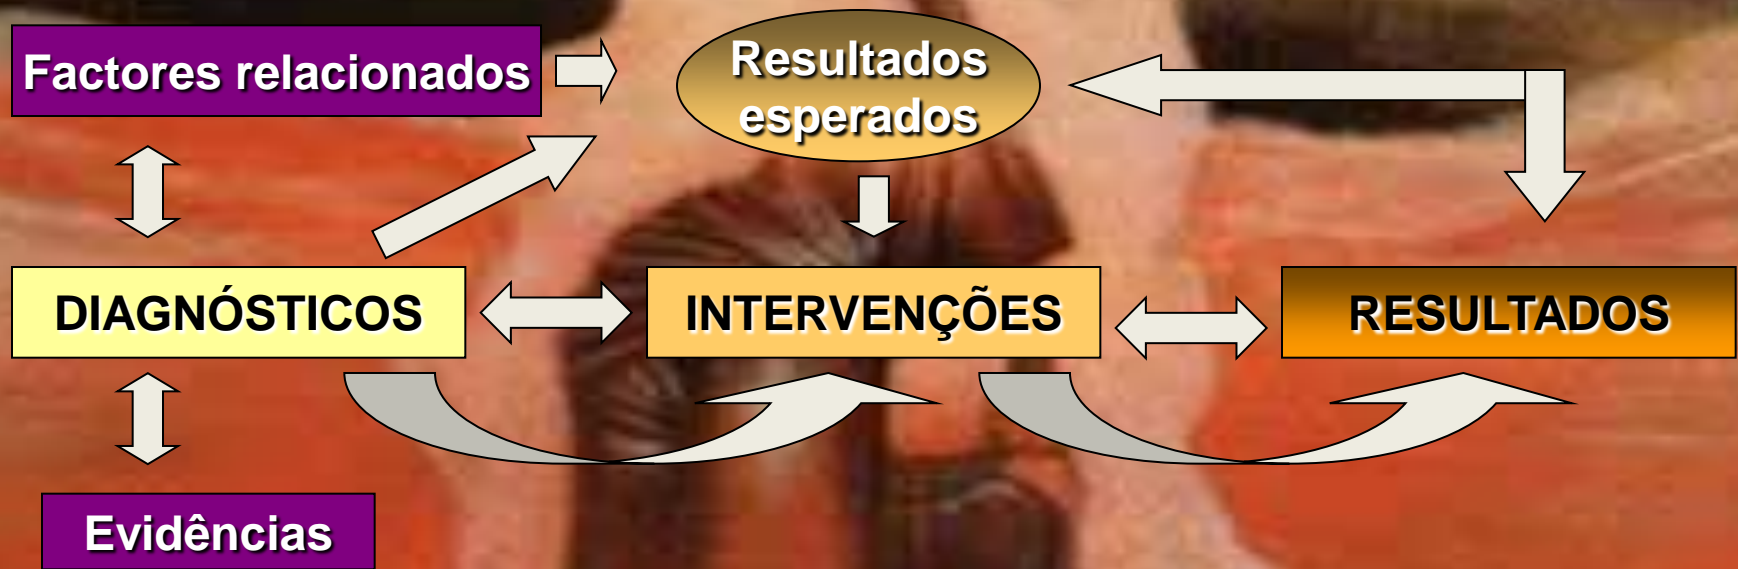 Factores relacionados
Resultados
esperados
DIAGNÓSTICOS
INTERVENÇÕES
RESULTADOS
Evidências